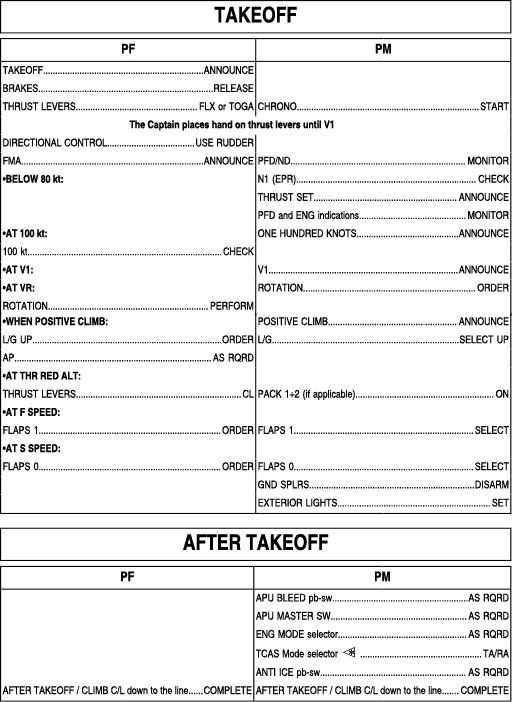 TAKEOFF
PF PM
TAKEOFF..........ANNOUNCE
BRAKES..........RELEASE
THRUST LEVERS..........FLX or TOGA CHRONO..........START
The Captain places hand on thrust levers until V1
DIRECTIONAL CONTROL..........USE RUDDER
FMA..........ANNOUNCE PFD/ND..........MONITOR
•BELOW 80 kt: N1 (EPR)..........CHECK
THRUST SET..........ANNOUNCE
PFD and ENG indications..........MONITOR
•AT 100 kt: ONE HUNDRED KNOTS..........ANNOUNCE
100 kt..........CHECK
•AT V1: V1..........ANNOUNCE
•AT VR: ROTATION..........ORDER
ROTATION..........PERFORM
•WHEN POSITIVE CLIMB: POSITIVE CLIMB..........ANNOUNCE
L/G UP..........ORDER L/G..........SELECT UP
AP..........AS RQRD
•AT THR RED ALT:
THRUST LEVERS..........CL PACK 1+2 (if applicable)..........ON
•AT F SPEED:
FLAPS 1..........ORDER FLAPS 1..........SELECT
•AT S SPEED:
FLAPS 0..........ORDER FLAPS 0..........SELECT
GND SPLRS..........DISARM
EXTERIOR LIGHTS..........SET
AFTER TAKEOFF
PF PM
APU BLEED pb-sw..........AS RQRD
APU MASTER SW..........AS RQRD
ENG MODE selector..........AS RQRD
TCAS Mode selector ..........TA/RA
ANTI ICE pb-sw..........AS RQRD
AFTER TAKEOFF / CLIMB C/L down to the line......COMPLETE AFTER TAKEOFF / CLIMB C/L down to the line....... COMPLETE